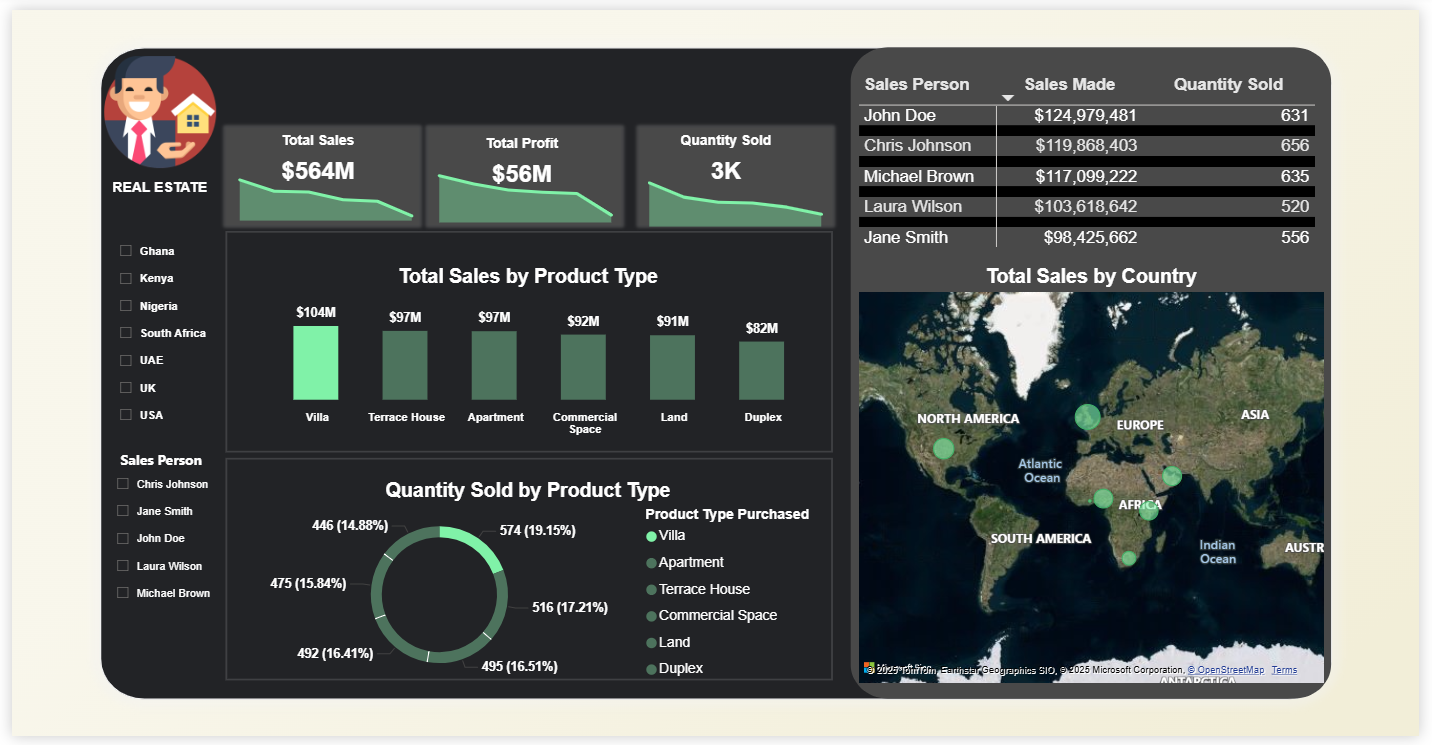 REAL ESTATE
Ghana
Kenya
Nigeria
South Africa
UAE
UK
USA
Sales Person
Chris Johnson
Jane Smith
John Doe
Laura Wilson
Michael Brown
Total Sales
$564M
Total Profit
$56M
Quantity Sold
3K
Total Sales by Product Type
$104M
$97M
$97M
$92M
$91M
$82M
Villa
Terrace House
Apartment
Commercial
Space
Land
Duplex
Quantity Sold by Product Type
446 (14.88%)
574 (19.15%)
475 (15.84%)
516 (17.21%)
492 (16.41%)
495 (16.51%)
Product Type Purchased
Villa
Apartment
Terrace House
Commercial Space
Land
Duplex
Sales Person Sales Made Quantity Sold
John Doe $124,979,481 631
Chris Johnson $119,868,403 656
Michael Brown $117,099,222 635
Laura Wilson $103,618,642 520
Jane Smith $98,425,662 556
Total Sales by Country
NORTH AMERICA
EUROPE
ASIA
Atlantic
Ocean
AFRICA
SOUTH AMERICA
Indian
Ocean
AUSTR
© 2025 TomTom, Earthstar Geographics SIO, © 2025 Microsoft Corporation, © OpenStreetMap Terms